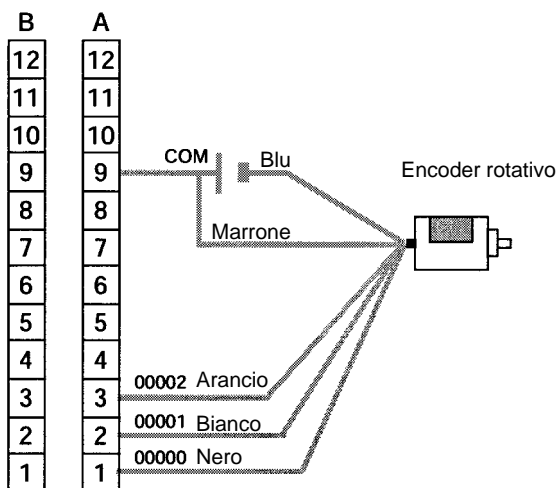 B A
12 12
11 11
10 10
9 9 COM Blu Encoder rotativo
8 8
7 7 Marrone
6 6
5 5
4 4
3 3 00002 Arancio
2 2 00001 Bianco
1 1 00000 Nero